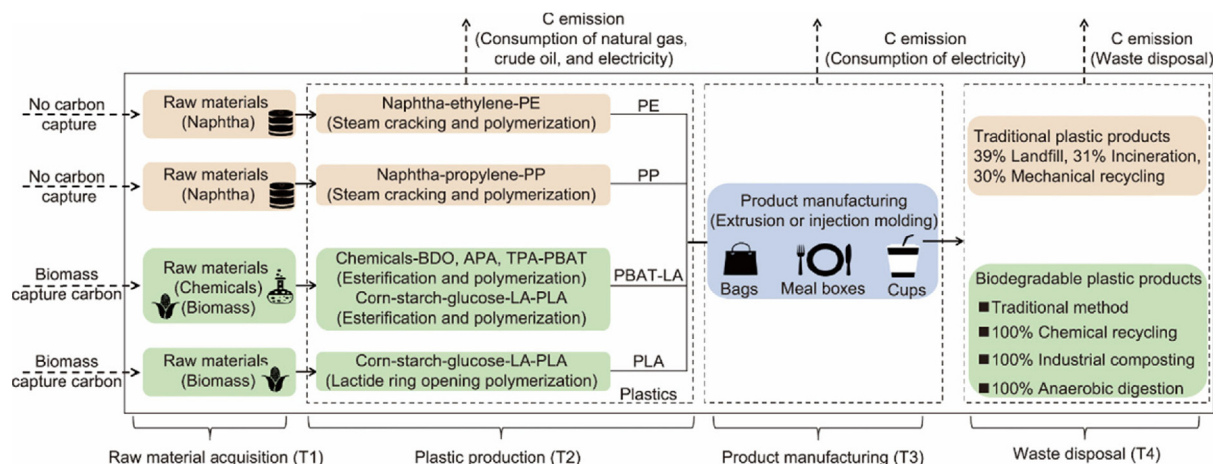 C emission
(Consumption of natural gas,
crude oil, and electricity)
C emission
(Consumption of electricity)
C emission
(Waste disposal)
No carbon
capture
Raw materials
(Naphtha)
Naphtha-ethylene-PE
(Steam cracking and polymerization)
PE
No carbon
capture
Raw materials
(Naphtha)
Naphtha-propylene-PP
(Steam cracking and polymerization)
PP
Biomass
capture carbon
Raw materials
(Chemicals)
(Biomass)
Chemicals-BDO, APA, TPA-PBAT
(Esterification and polymerization)
Corn-starch-glucose-LA-PLA
(Esterification and polymerization)
PBAT-LA
Biomass
capture carbon
Raw materials
(Biomass)
Corn-starch-glucose-LA-PLA
(Lactide ring opening polymerization)
PLA
Plastics
Product manufacturing
(Extrusion or injection molding)
Bags
Meal boxes
Cups
Traditional plastic products
39% Landfill, 31% Incineration,
30% Mechanical recycling
Biodegradable plastic products
■ Traditional method
■ 100% Chemical recycling
■ 100% Industrial composting
■ 100% Anaerobic digestion
Raw material acquisition (T1)
Plastic production (T2)
Product manufacturing (T3)
Waste disposal (T4)